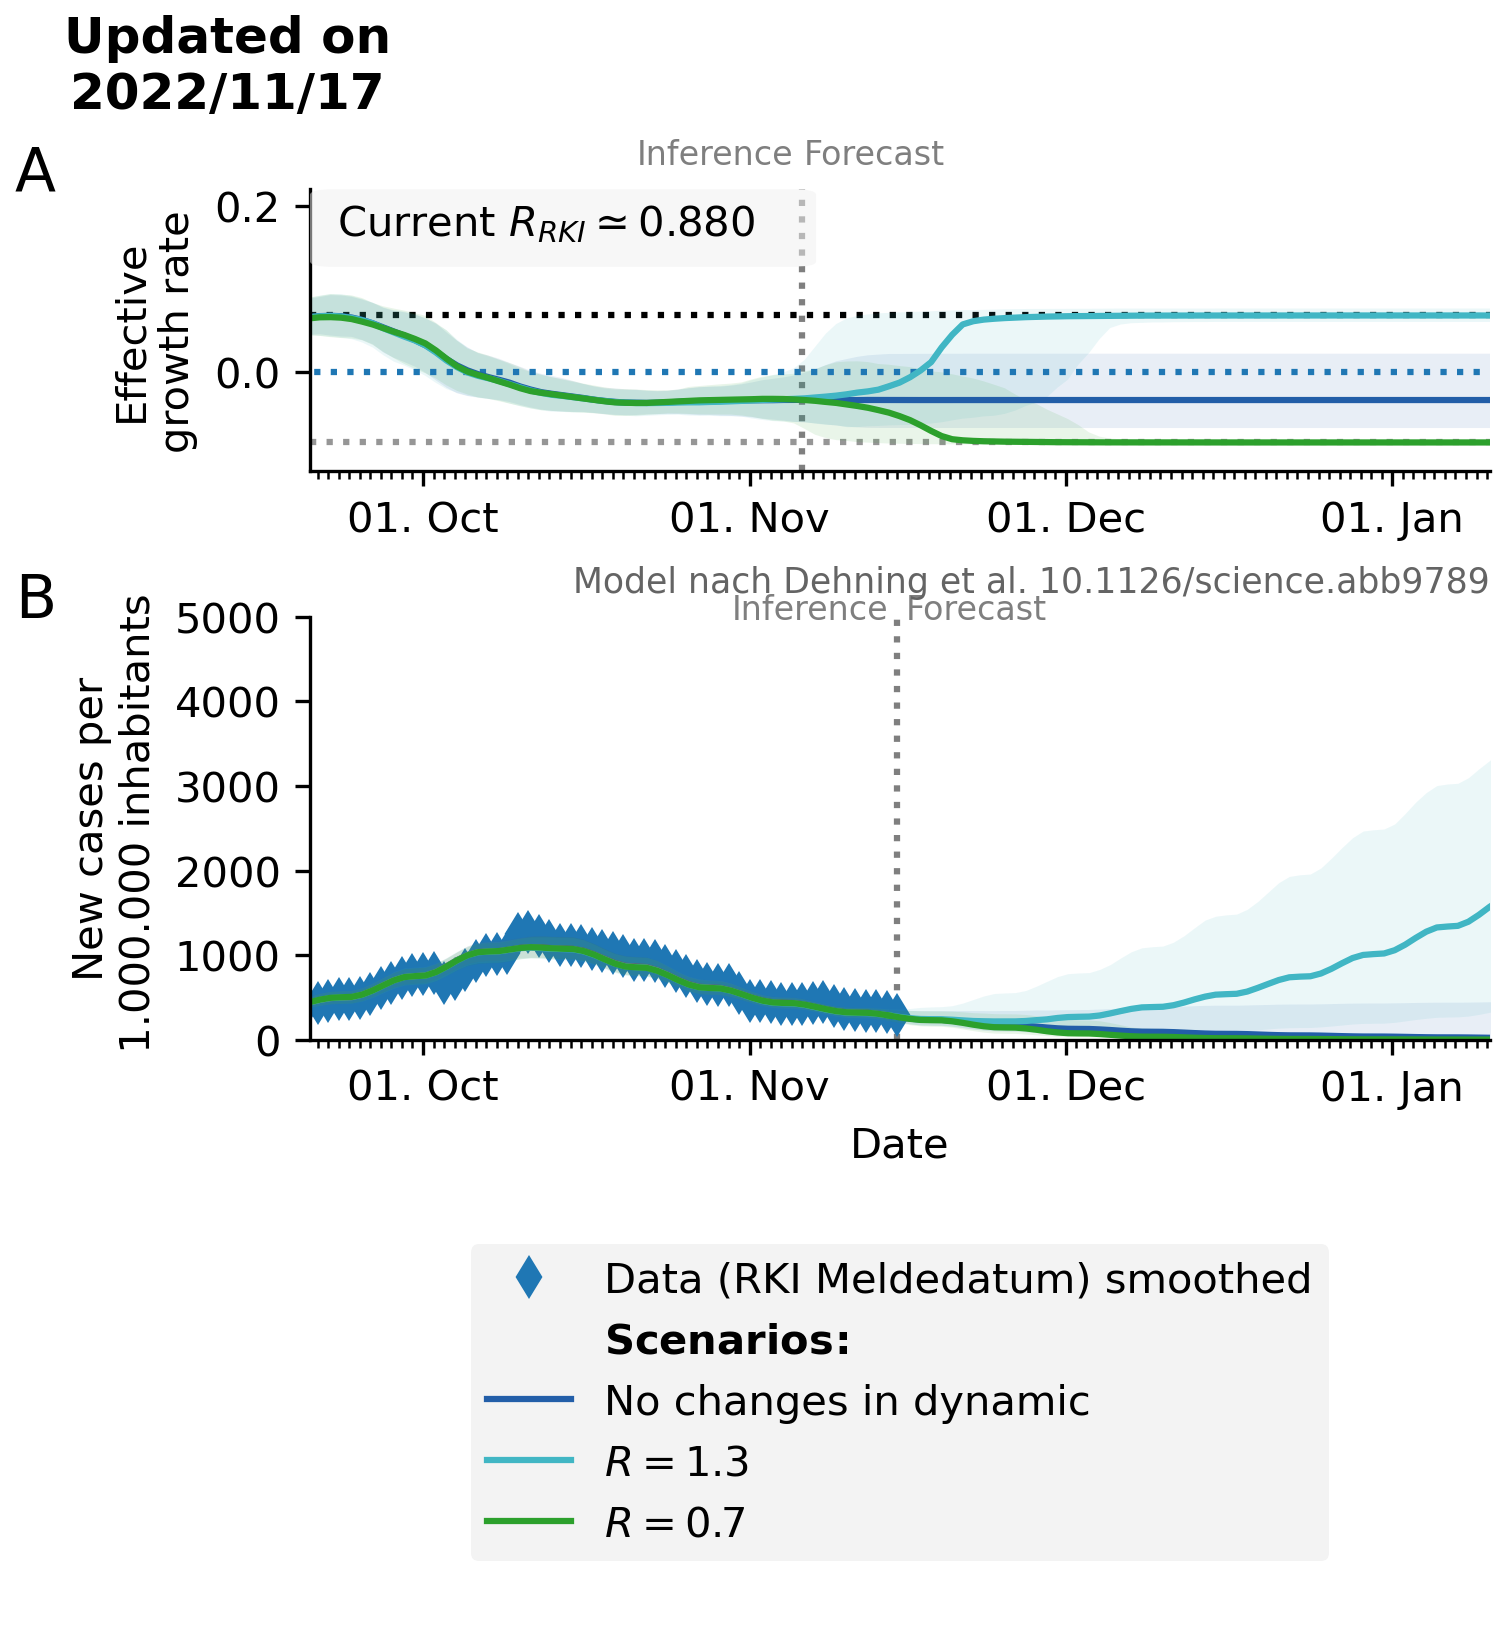 Updated on
2022/11/17
A
Inference Forecast
Effective
growth rate
0.2
0.0
Current R_RKI ≃ 0.880
01. Oct
01. Nov
01. Dec
01. Jan
B
Model nach Dehning et al. 10.1126/science.abb9789
Inference Forecast
New cases per
1.000.000 inhabitants
5000
4000
3000
2000
1000
0
01. Oct
01. Nov
01. Dec
01. Jan
Date
Data (RKI Meldedatum) smoothed
Scenarios:
No changes in dynamic
R = 1.3
R = 0.7